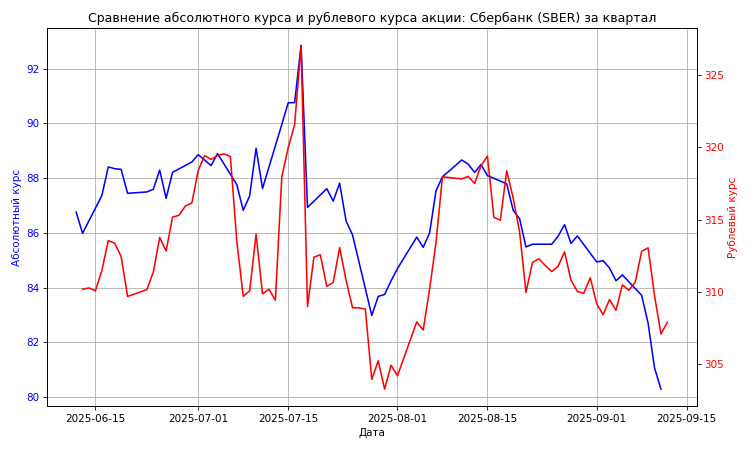 Сравнение абсолютного курса и рублевого курса акции: Сбербанк (SBER) за квартал
92
90
88
86
84
82
80
Абсолютный курс
325
320
315
310
305
Рублевый курс
2025-06-15 2025-07-01 2025-07-15 2025-08-01 2025-08-15 2025-09-01 2025-09-15
Дата